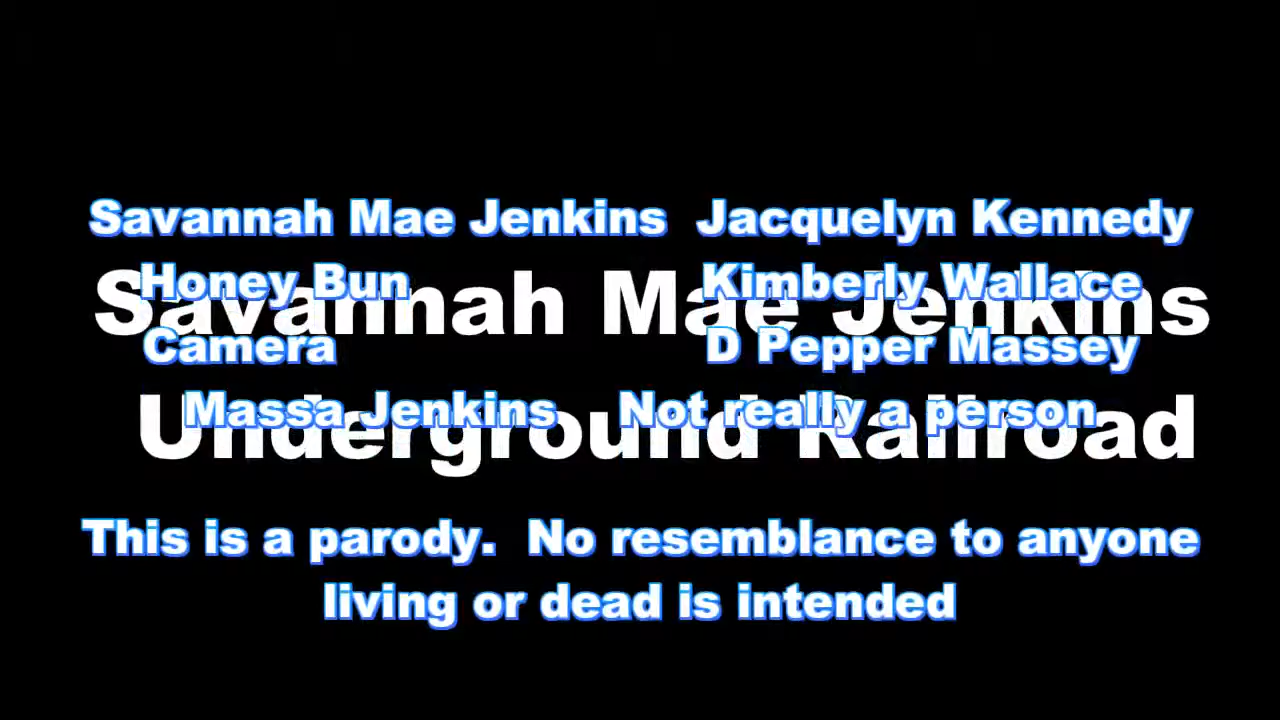 Savannah Mae Jenkins Jacquelyn Kennedy
Honey Bun Kimberly Wallace
Savannah Mae Jenkins
Camera D Pepper Massey
Massa Jenkins Not really a person
Underground Railroad
This is a parody. No resemblance to anyone
living or dead is intended